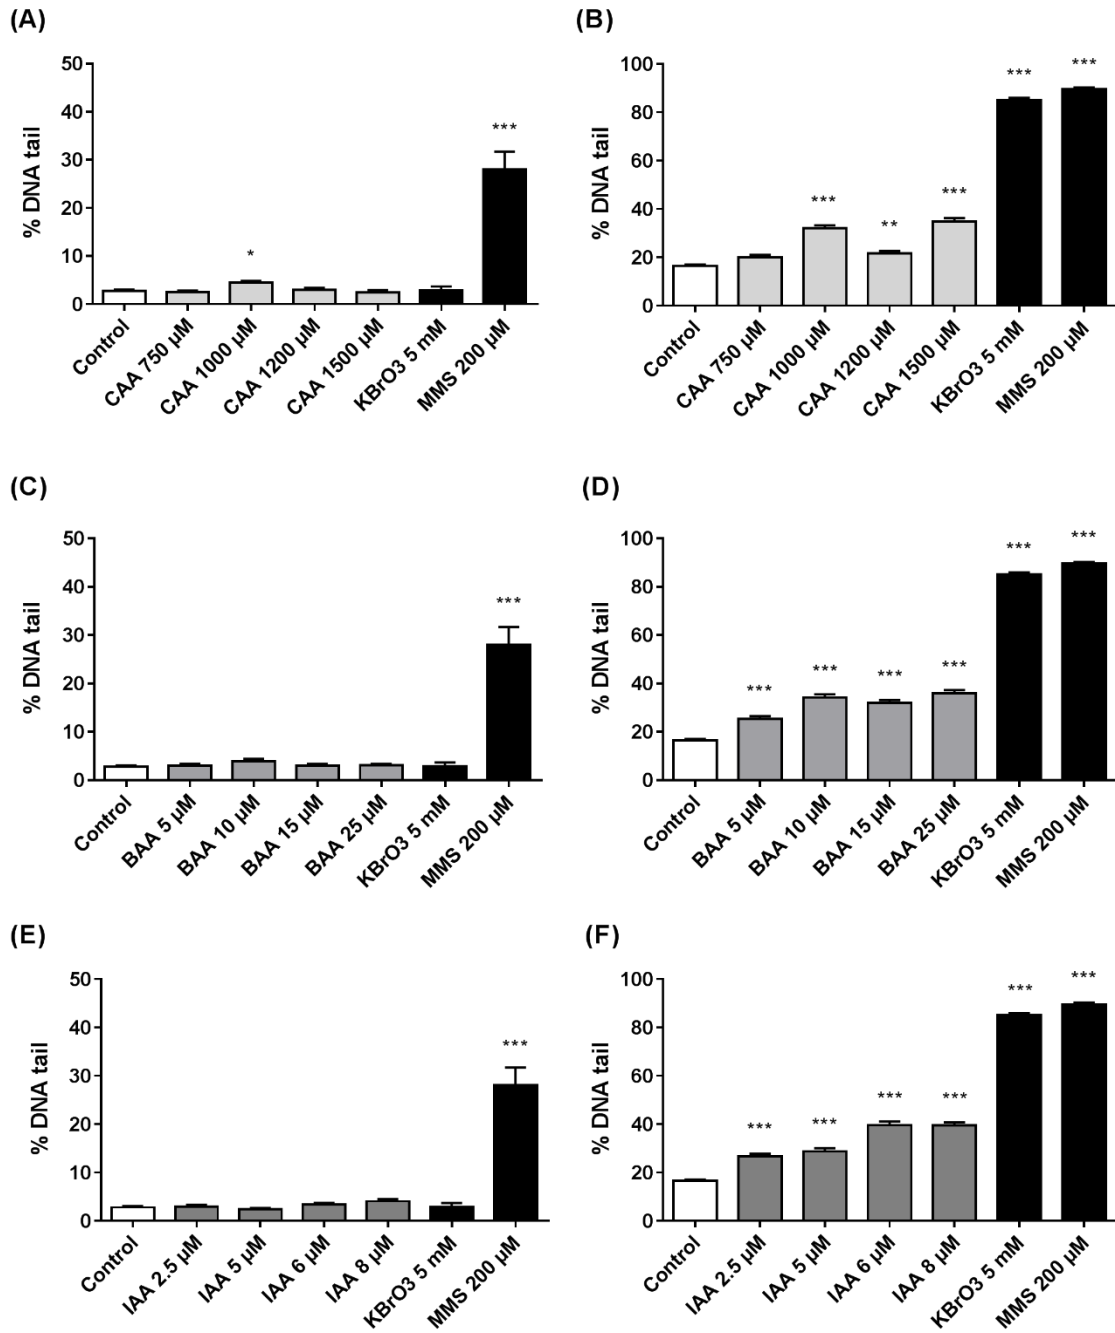 (A)
50
40
30
20
10
0
% DNA tail
*
***
Control
CAA 750 µM
CAA 1000 µM
CAA 1200 µM
CAA 1500 µM
KBrO3 5 mM
MMS 200 µM
(B)
100
80
60
40
20
0
% DNA tail
***
**
***
***
***
Control
CAA 750 µM
CAA 1000 µM
CAA 1200 µM
CAA 1500 µM
KBrO3 5 mM
MMS 200 µM
(C)
50
40
30
20
10
0
% DNA tail
***
Control
BAA 5 µM
BAA 10 µM
BAA 15 µM
BAA 25 µM
KBrO3 5 mM
MMS 200 µM
(D)
100
80
60
40
20
0
% DNA tail
***
***
***
***
***
***
Control
BAA 5 µM
BAA 10 µM
BAA 15 µM
BAA 25 µM
KBrO3 5 mM
MMS 200 µM
(E)
50
40
30
20
10
0
% DNA tail
***
Control
IAA 2.5 µM
IAA 5 µM
IAA 6 µM
IAA 8 µM
KBrO3 5 mM
MMS 200 µM
(F)
100
80
60
40
20
0
% DNA tail
***
***
***
***
***
***
Control
IAA 2.5 µM
IAA 5 µM
IAA 6 µM
IAA 8 µM
KBrO3 5 mM
MMS 200 µM